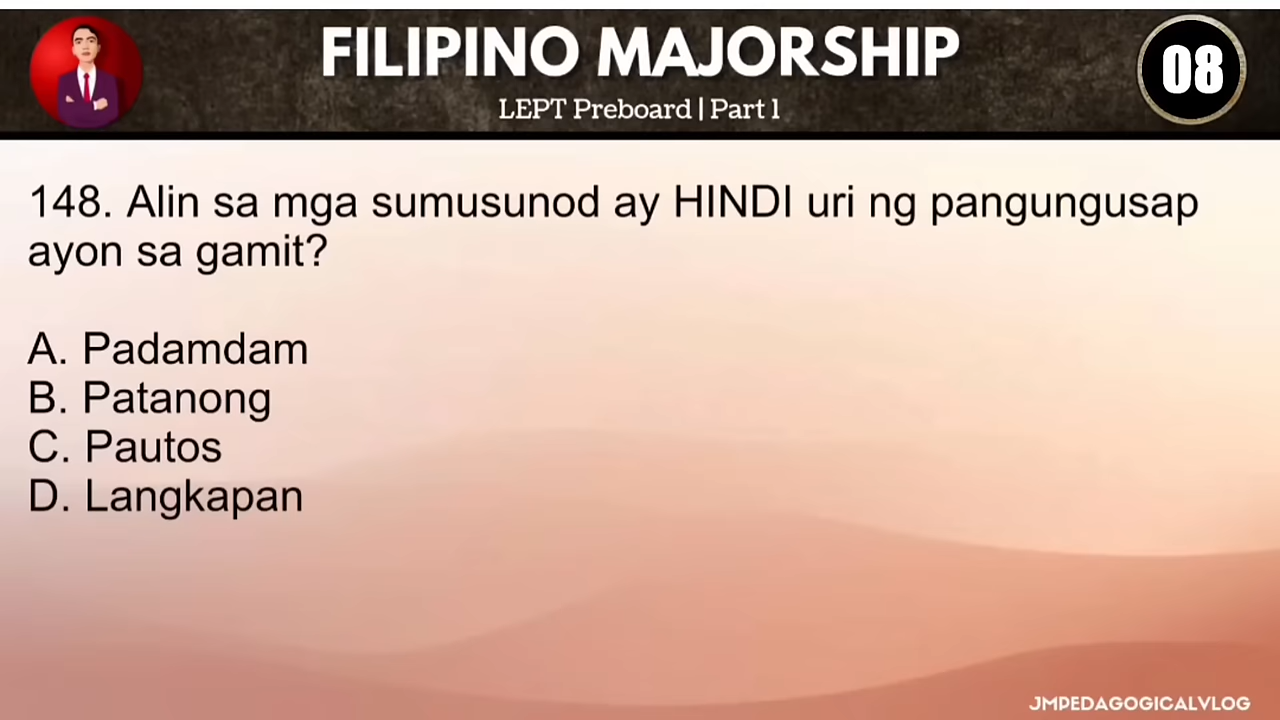 FILIPINO MAJORSHIP
LEPT Preboard | Part 1
08
148. Alin sa mga sumusunod ay HINDI uri ng pangungusap
ayon sa gamit?
A. Padamdam
B. Patanong
C. Pautos
D. Langkapan
JMPEDAGOGICALVLOG